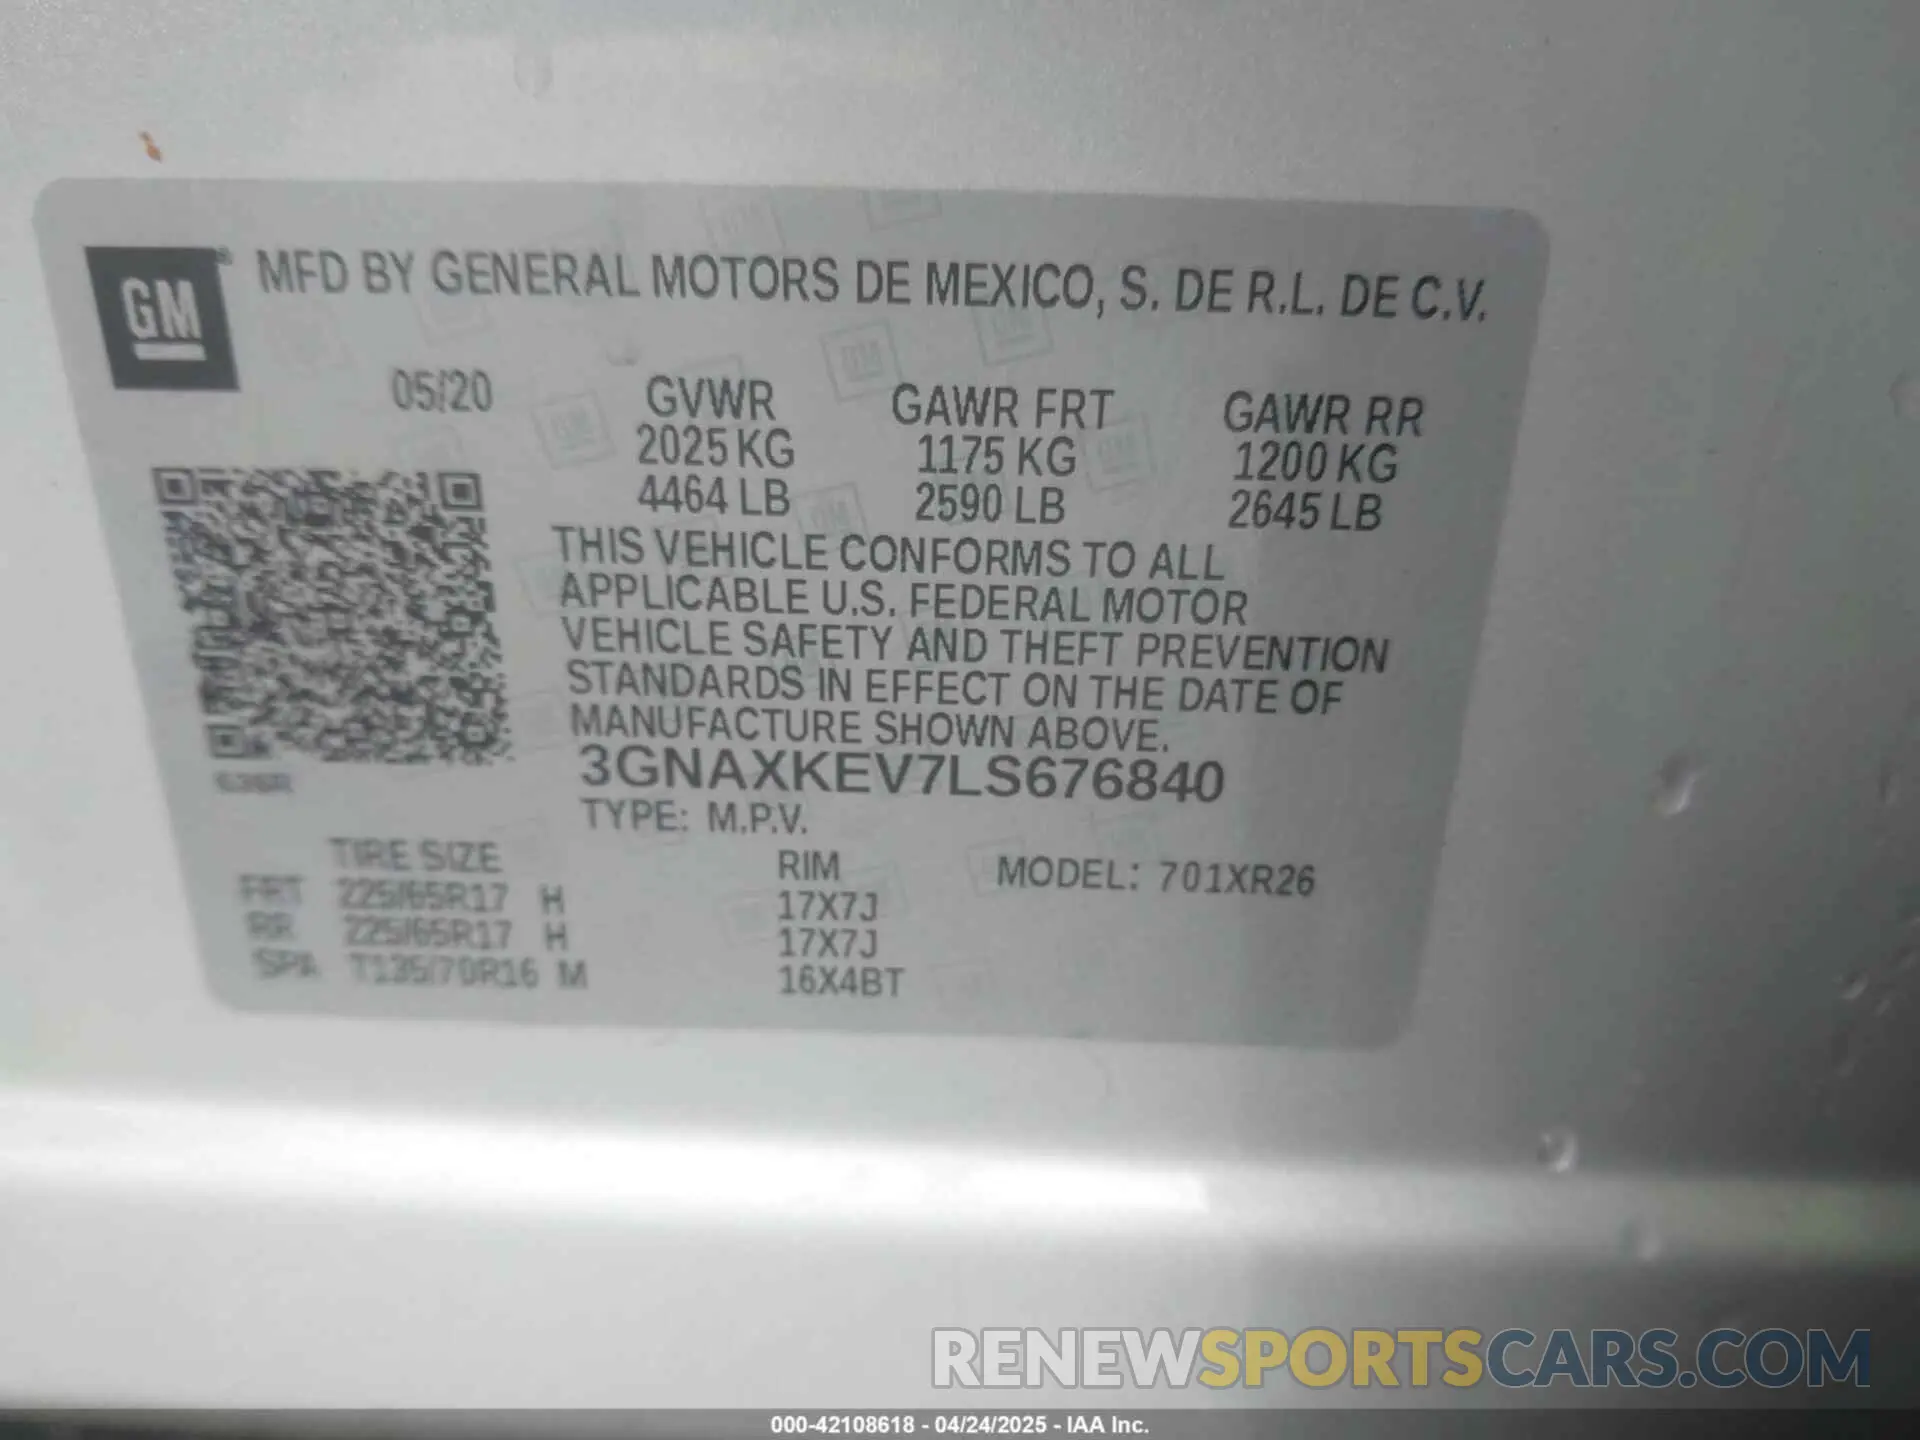 GM® MFD BY GENERAL MOTORS DE MEXICO, S. DE R.L. DE C.V.
05/20 GVWR GAWR FRT GAWR RR
2025 KG 1175 KG 1200 KG
4464 LB 2590 LB 2645 LB
THIS VEHICLE CONFORMS TO ALL
APPLICABLE U.S. FEDERAL MOTOR
VEHICLE SAFETY AND THEFT PREVENTION
STANDARDS IN EFFECT ON THE DATE OF
MANUFACTURE SHOWN ABOVE.
3GNAXKEV7LS676840
TYPE: M.P.V.
TIRE SIZE RIM MODEL: 701XR26
FRT 225/65R17 H 17X7J
RR 225/65R17 H 17X7J
SPA T135/70R16 M 16X4BT
RENEWSPORTSCARS.COM
000-42108618 - 04/24/2025 - IAA Inc.